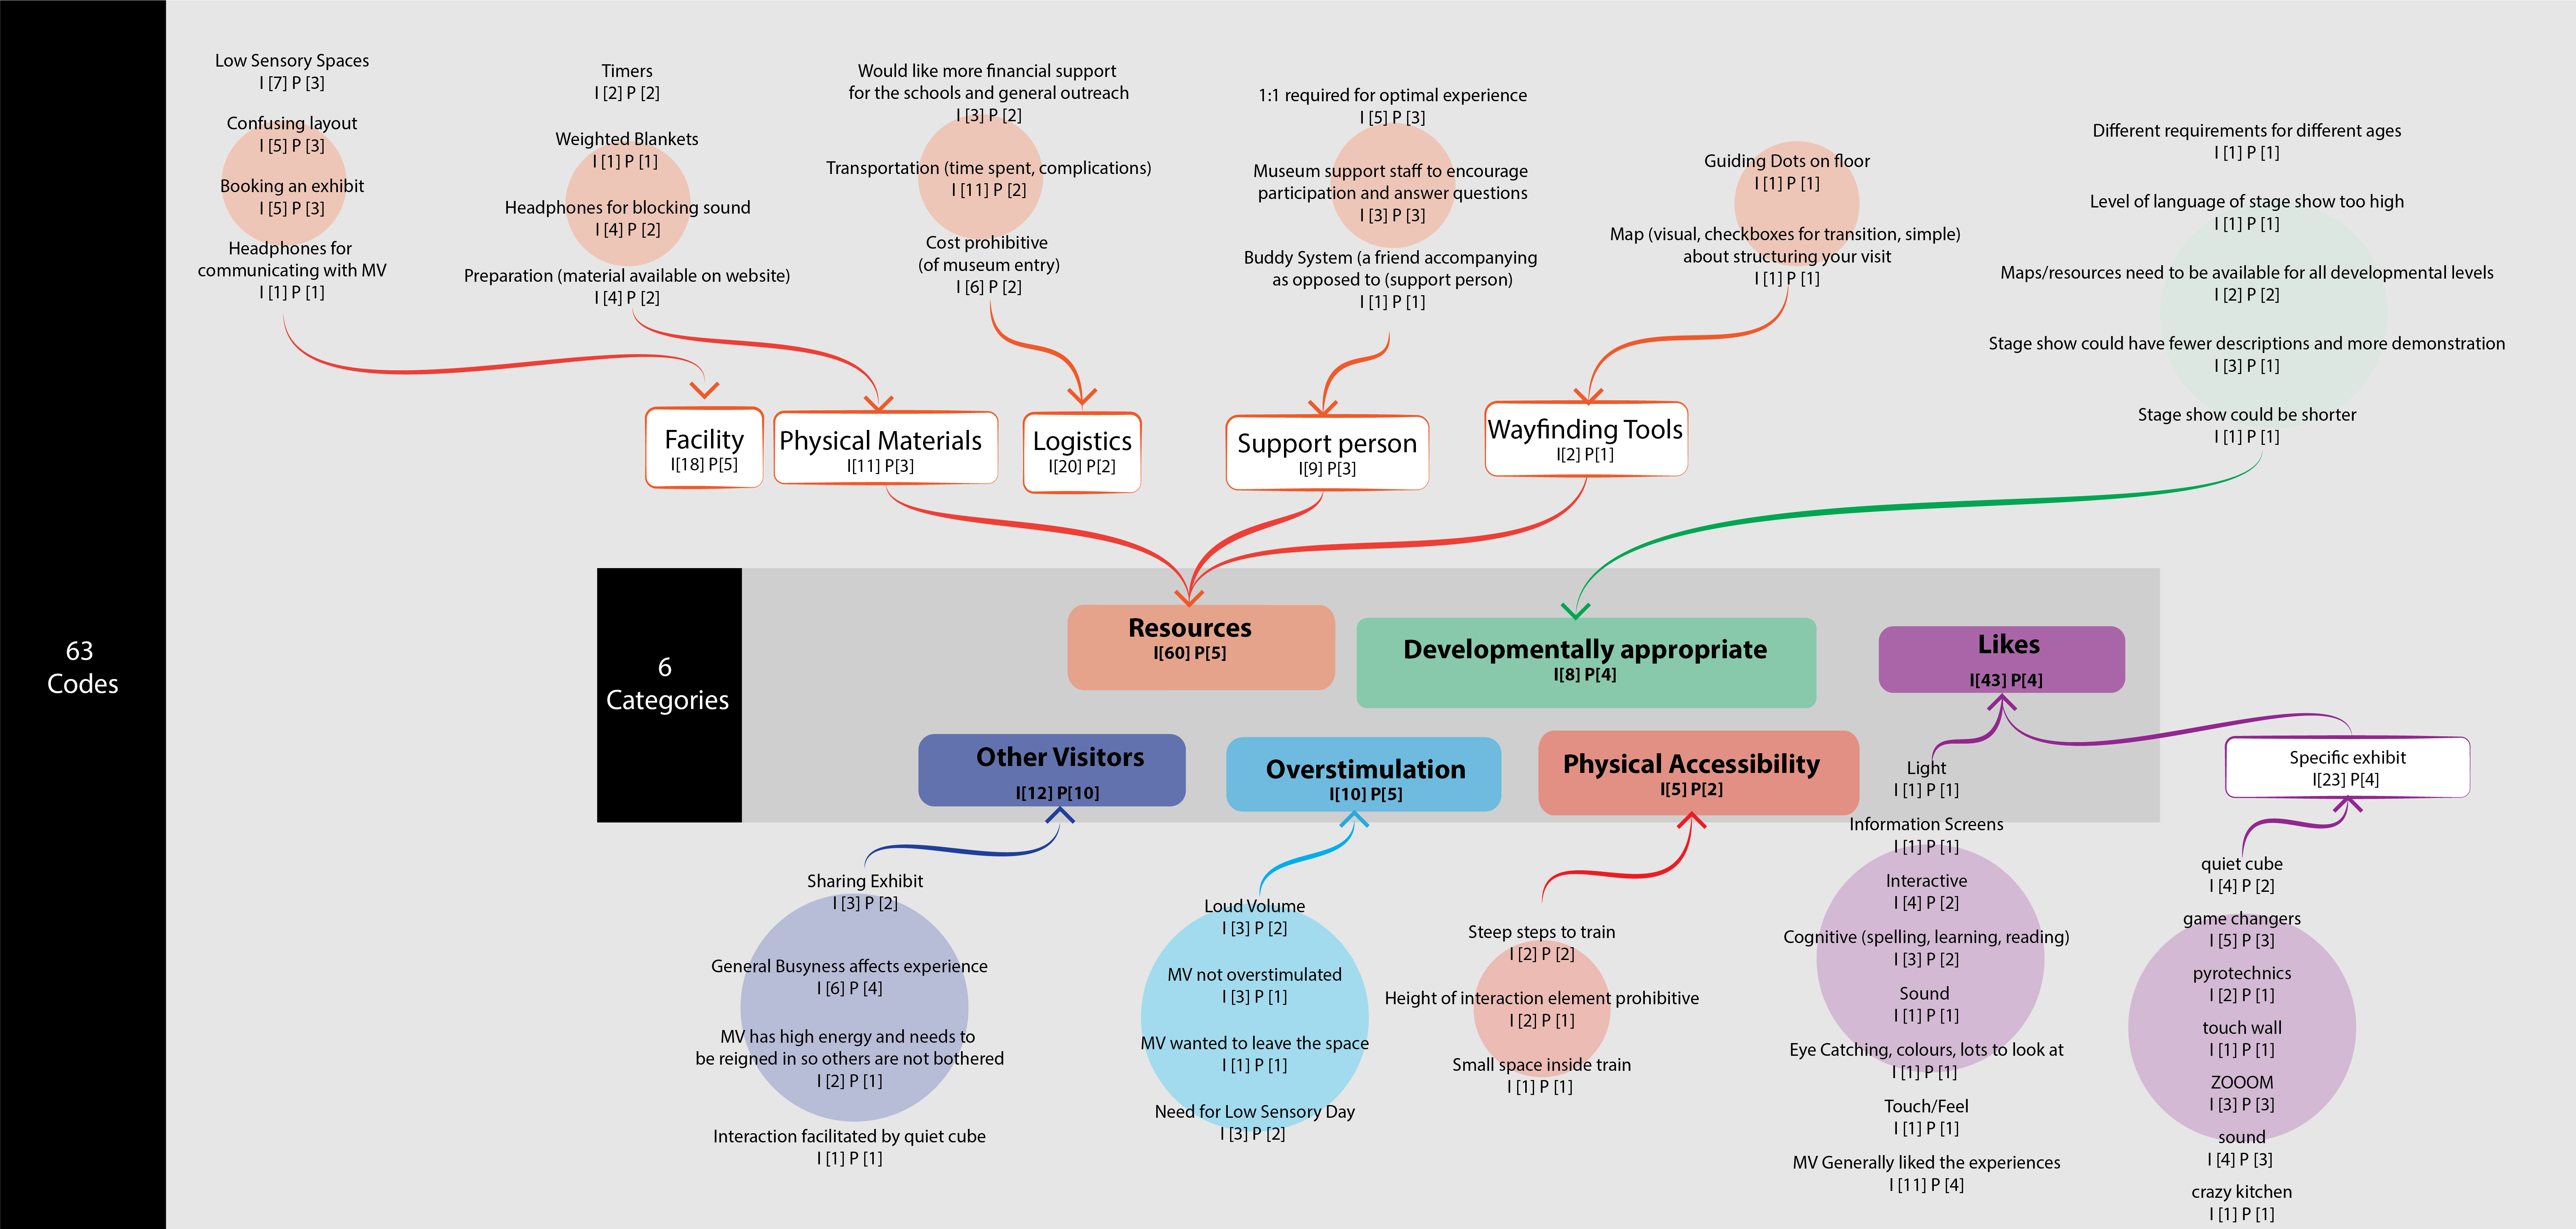 63
Codes
Low Sensory Spaces
I [7] P [3]
Confusing layout
I [5] P [3]
Booking an exhibit
I [5] P [3]
Headphones for
communicating with MV
I [1] P [1]
Timers
I [2] P [2]
Weighted Blankets
I [1] P [1]
Headphones for blocking sound
I [4] P [2]
Preparation (material available on website)
I [4] P [2]
Would like more financial support
for the schools and general outreach
I [3] P [2]
Transportation (time spent, complications)
I [11] P [2]
Cost prohibitive
(of museum entry)
I [6] P [2]
1:1 required for optimal experience
I [5] P [3]
Museum support staff to encourage
participation and answer questions
I [3] P [3]
Buddy System (a friend accompanying
as opposed to (support person)
I [1] P [1]
Guiding Dots on floor
I [1] P [1]
Map (visual, checkboxes for transition, simple)
about structuring your visit
I [1] P [1]
Different requirements for different ages
I [1] P [1]
Level of language of stage show too high
I [1] P [1]
Maps/resources need to be available for all developmental levels
I [2] P [2]
Stage show could have fewer descriptions and more demonstration
I [3] P [1]
Stage show could be shorter
I [1] P [1]
Facility
I[18] P[5]
Physical Materials
I[11] P[3]
Logistics
I[20] P[2]
Support person
I[9] P[3]
Wayfinding Tools
I[2] P[1]
6
Categories
Resources
I[60] P[5]
Developmentally appropriate
I[8] P[4]
Likes
I[43] P[4]
Other Visitors
I[12] P[10]
Overstimulation
I[10] P[5]
Physical Accessibility
I[5] P[2]
Specific exhibit
I[23] P[4]
Sharing Exhibit
I [3] P [2]
General Busyness affects experience
I [6] P [4]
MV has high energy and needs to
be reigned in so others are not bothered
I [2] P [1]
Interaction facilitated by quiet cube
I [1] P [1]
Loud Volume
I [3] P [2]
MV not overstimulated
I [3] P [1]
MV wanted to leave the space
I [1] P [1]
Need for Low Sensory Day
I [3] P [2]
Steep steps to train
I [2] P [2]
Height of interaction element prohibitive
I [2] P [1]
Small space inside train
I [1] P [1]
Light
I [1] P [1]
Information Screens
I [1] P [1]
Interactive
I [4] P [2]
Cognitive (spelling, learning, reading)
I [3] P [2]
Sound
I [1] P [1]
Eye Catching, colours, lots to look at
I [1] P [1]
Touch/Feel
I [1] P [1]
MV Generally liked the experiences
I [11] P [4]
quiet cube
I [4] P [2]
game changers
I [5] P [3]
pyrotechnics
I [2] P [1]
touch wall
I [1] P [1]
ZOOOM
I [3] P [3]
sound
I [4] P [3]
crazy kitchen
I [1] P [1]